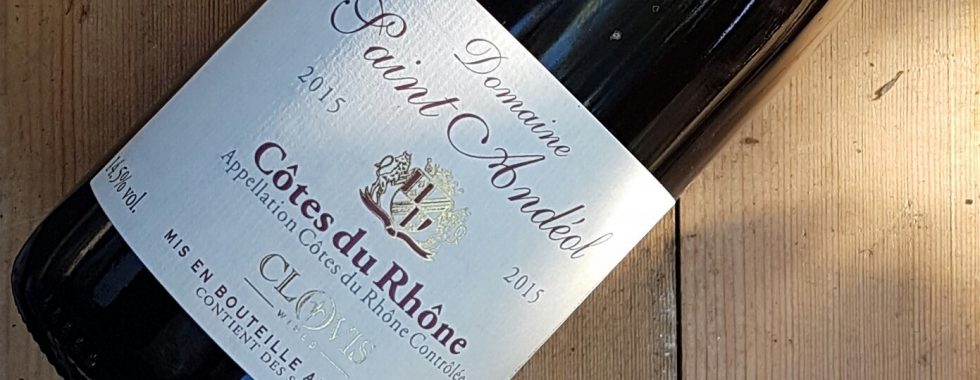 Domaine
Saint Andéol
2015
2015
Côtes du Rhône
Appellation Côtes du Rhône Contrôlée
CLOVIS
14,5% vol.
MIS EN BOUTEILLE A
CONTIENT DES